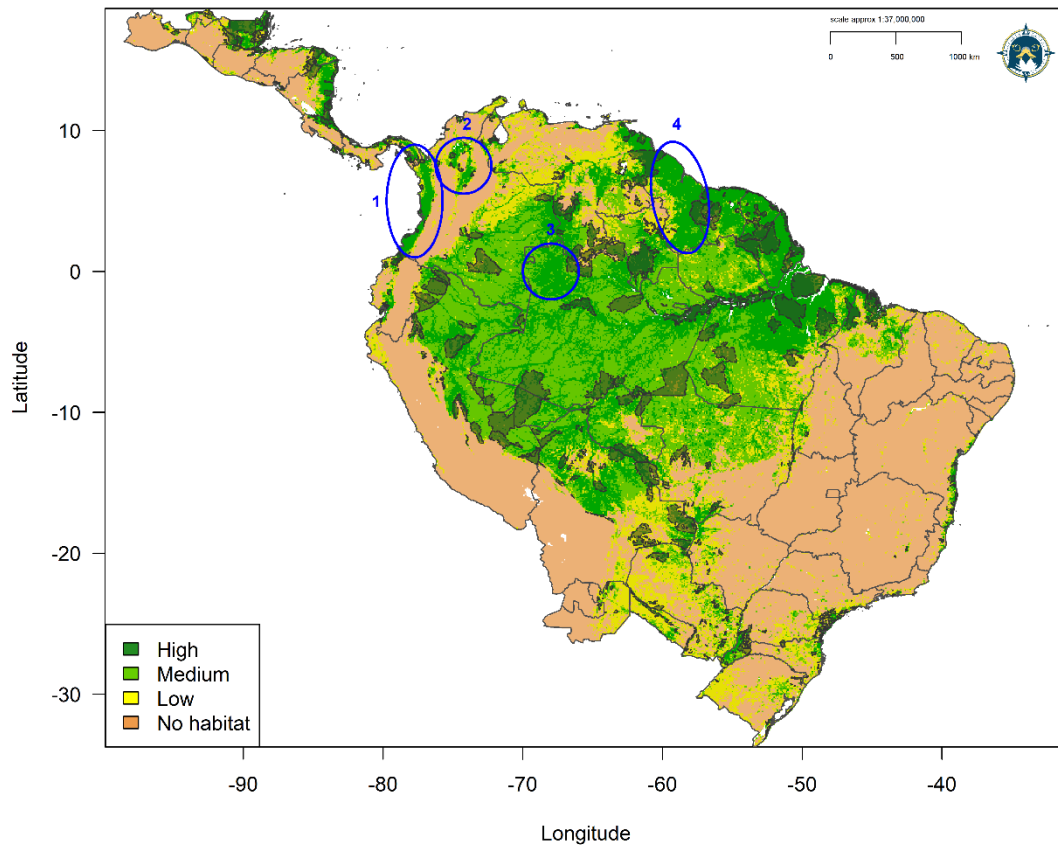 scale approx 1:37,000,000
0 500 1000 km
10
0
-10
-20
-30
Latitude
1
2
3
4
High
Medium
Low
No habitat
-90 -80 -70 -60 -50 -40
Longitude